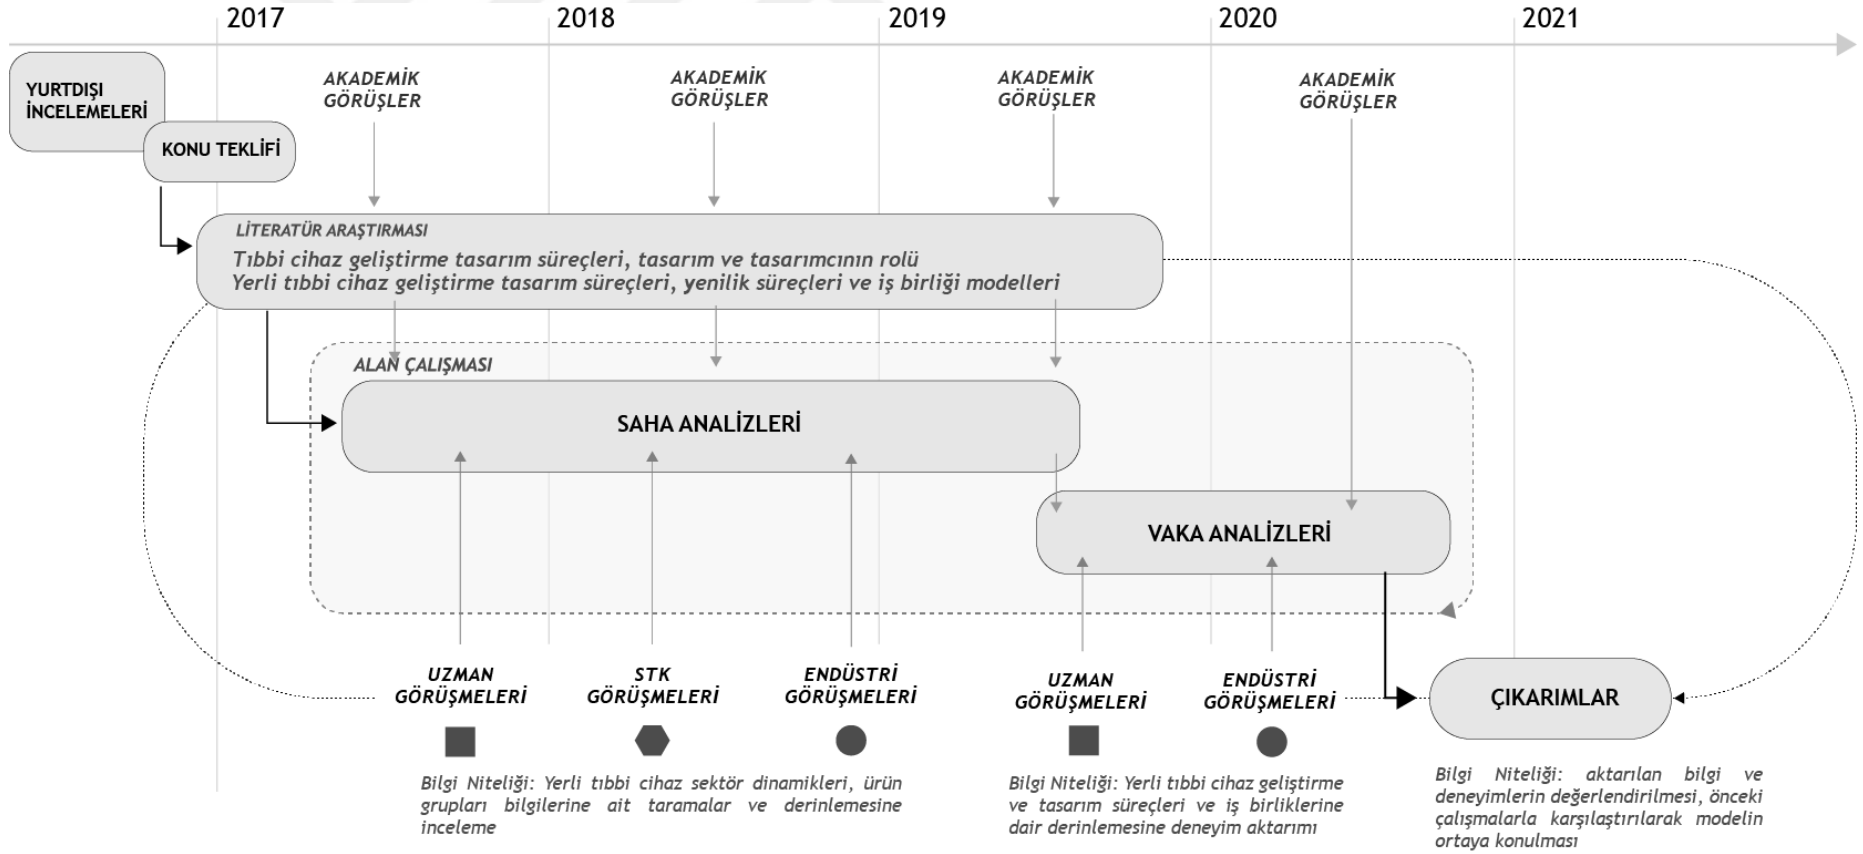 2017
2018
2019
2020
2021
YURTDIŞI
İNCELEMELERİ
KONU TEKLİFİ
AKADEMİK
GÖRÜŞLER
AKADEMİK
GÖRÜŞLER
AKADEMİK
GÖRÜŞLER
AKADEMİK
GÖRÜŞLER
LİTERATÜR ARAŞTIRMASI
Tıbbi cihaz geliştirme tasarım süreçleri, tasarım ve tasarımcının rolü
Yerli tıbbi cihaz geliştirme tasarım süreçleri, yenilik süreçleri ve iş birliği modelleri
ALAN ÇALIŞMASI
SAHA ANALİZLERİ
VAKA ANALİZLERİ
UZMAN
GÖRÜŞMELERİ
STK
GÖRÜŞMELERİ
ENDÜSTRİ
GÖRÜŞMELERİ
Bilgi Niteliği: Yerli tıbbi cihaz sektör dinamikleri, ürün
grupları bilgilerine ait taramalar ve derinlemesine
inceleme
UZMAN
GÖRÜŞMELERİ
ENDÜSTRİ
GÖRÜŞMELERİ
Bilgi Niteliği: Yerli tıbbi cihaz geliştirme
ve tasarım süreçleri ve iş birliklerine
dair derinlemesine deneyim aktarımı
ÇIKARIMLAR
Bilgi Niteliği: aktarılan bilgi ve
deneyimlerin değerlendirilmesi, önceki
çalışmalarla karşılaştırılarak modelin
ortaya konulması